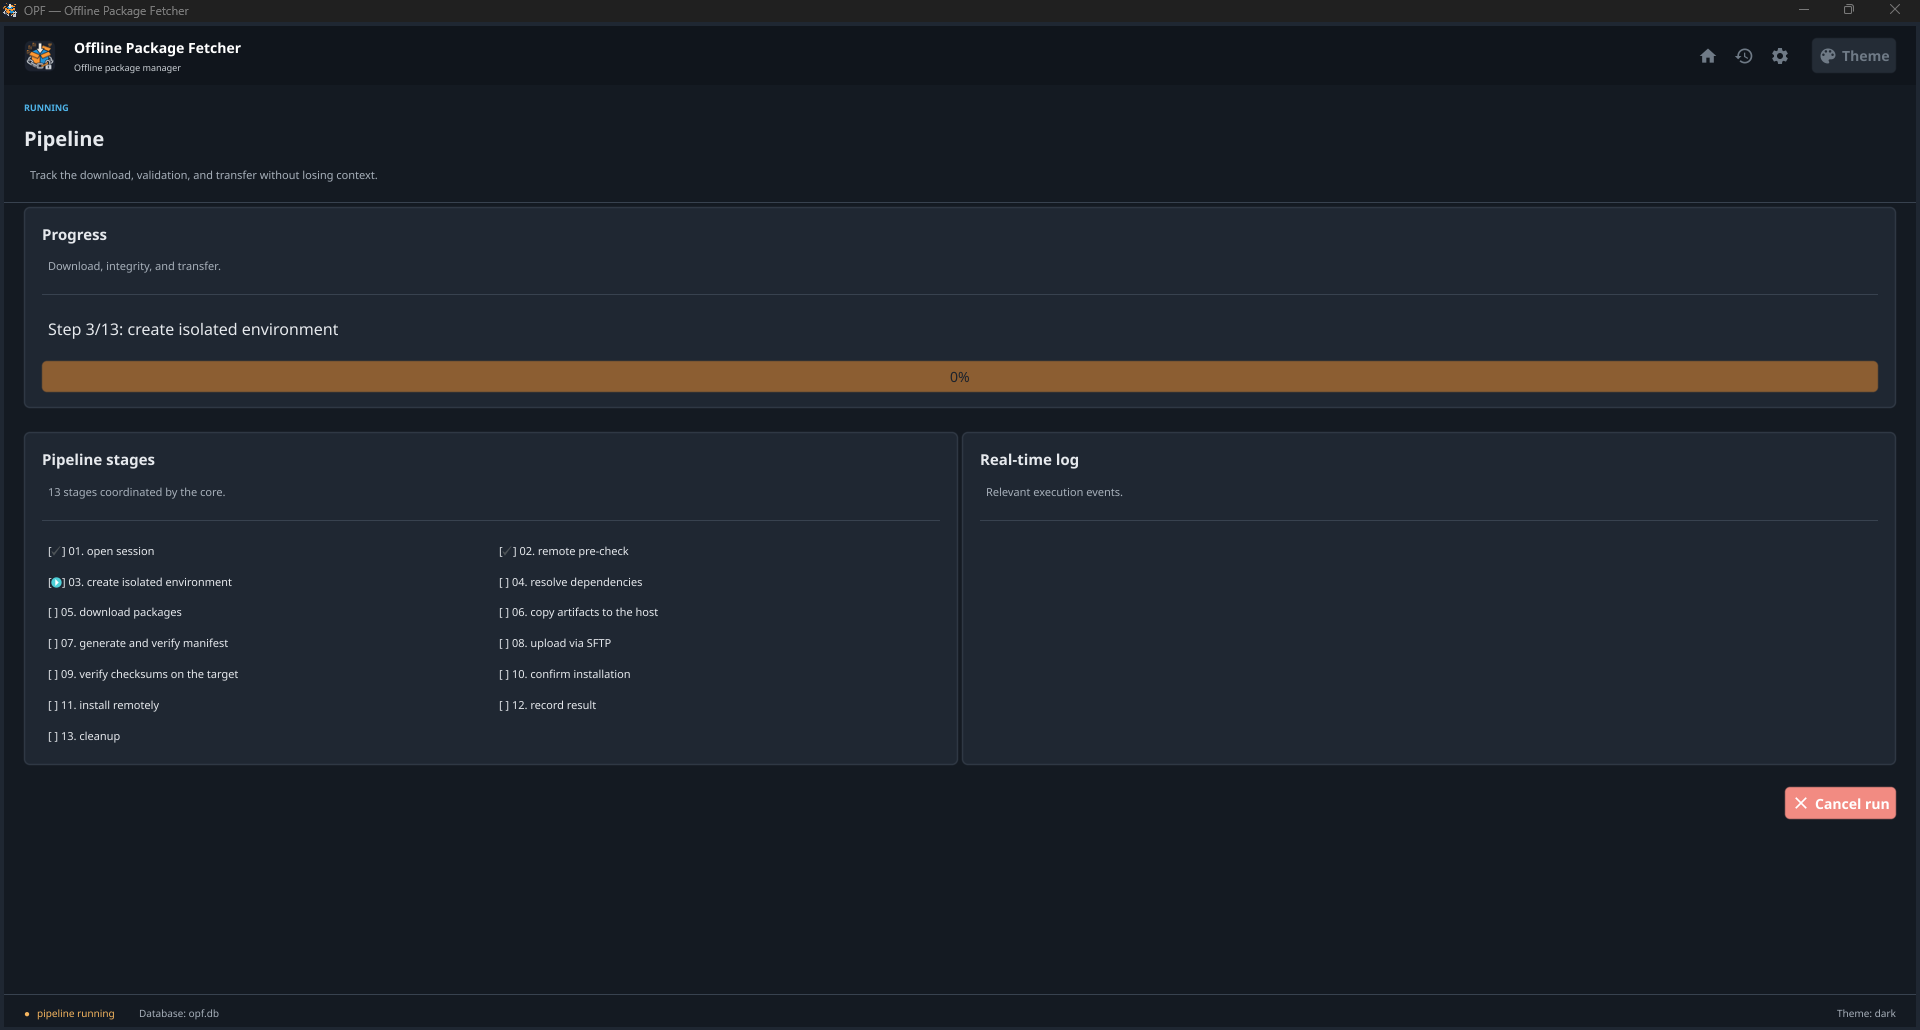 OPF — Offline Package Fetcher
Offline Package Fetcher
Offline package manager
Theme
RUNNING
Pipeline
Track the download, validation, and transfer without losing context.
Progress
Download, integrity, and transfer.
Step 3/13: create isolated environment
0%
Pipeline stages
13 stages coordinated by the core.
[✓] 01. open session
[✓] 02. remote pre-check
[▶] 03. create isolated environment
[ ] 04. resolve dependencies
[ ] 05. download packages
[ ] 06. copy artifacts to the host
[ ] 07. generate and verify manifest
[ ] 08. upload via SFTP
[ ] 09. verify checksums on the target
[ ] 10. confirm installation
[ ] 11. install remotely
[ ] 12. record result
[ ] 13. cleanup
Real-time log
Relevant execution events.
Cancel run
● pipeline running
Database: opf.db
Theme: dark